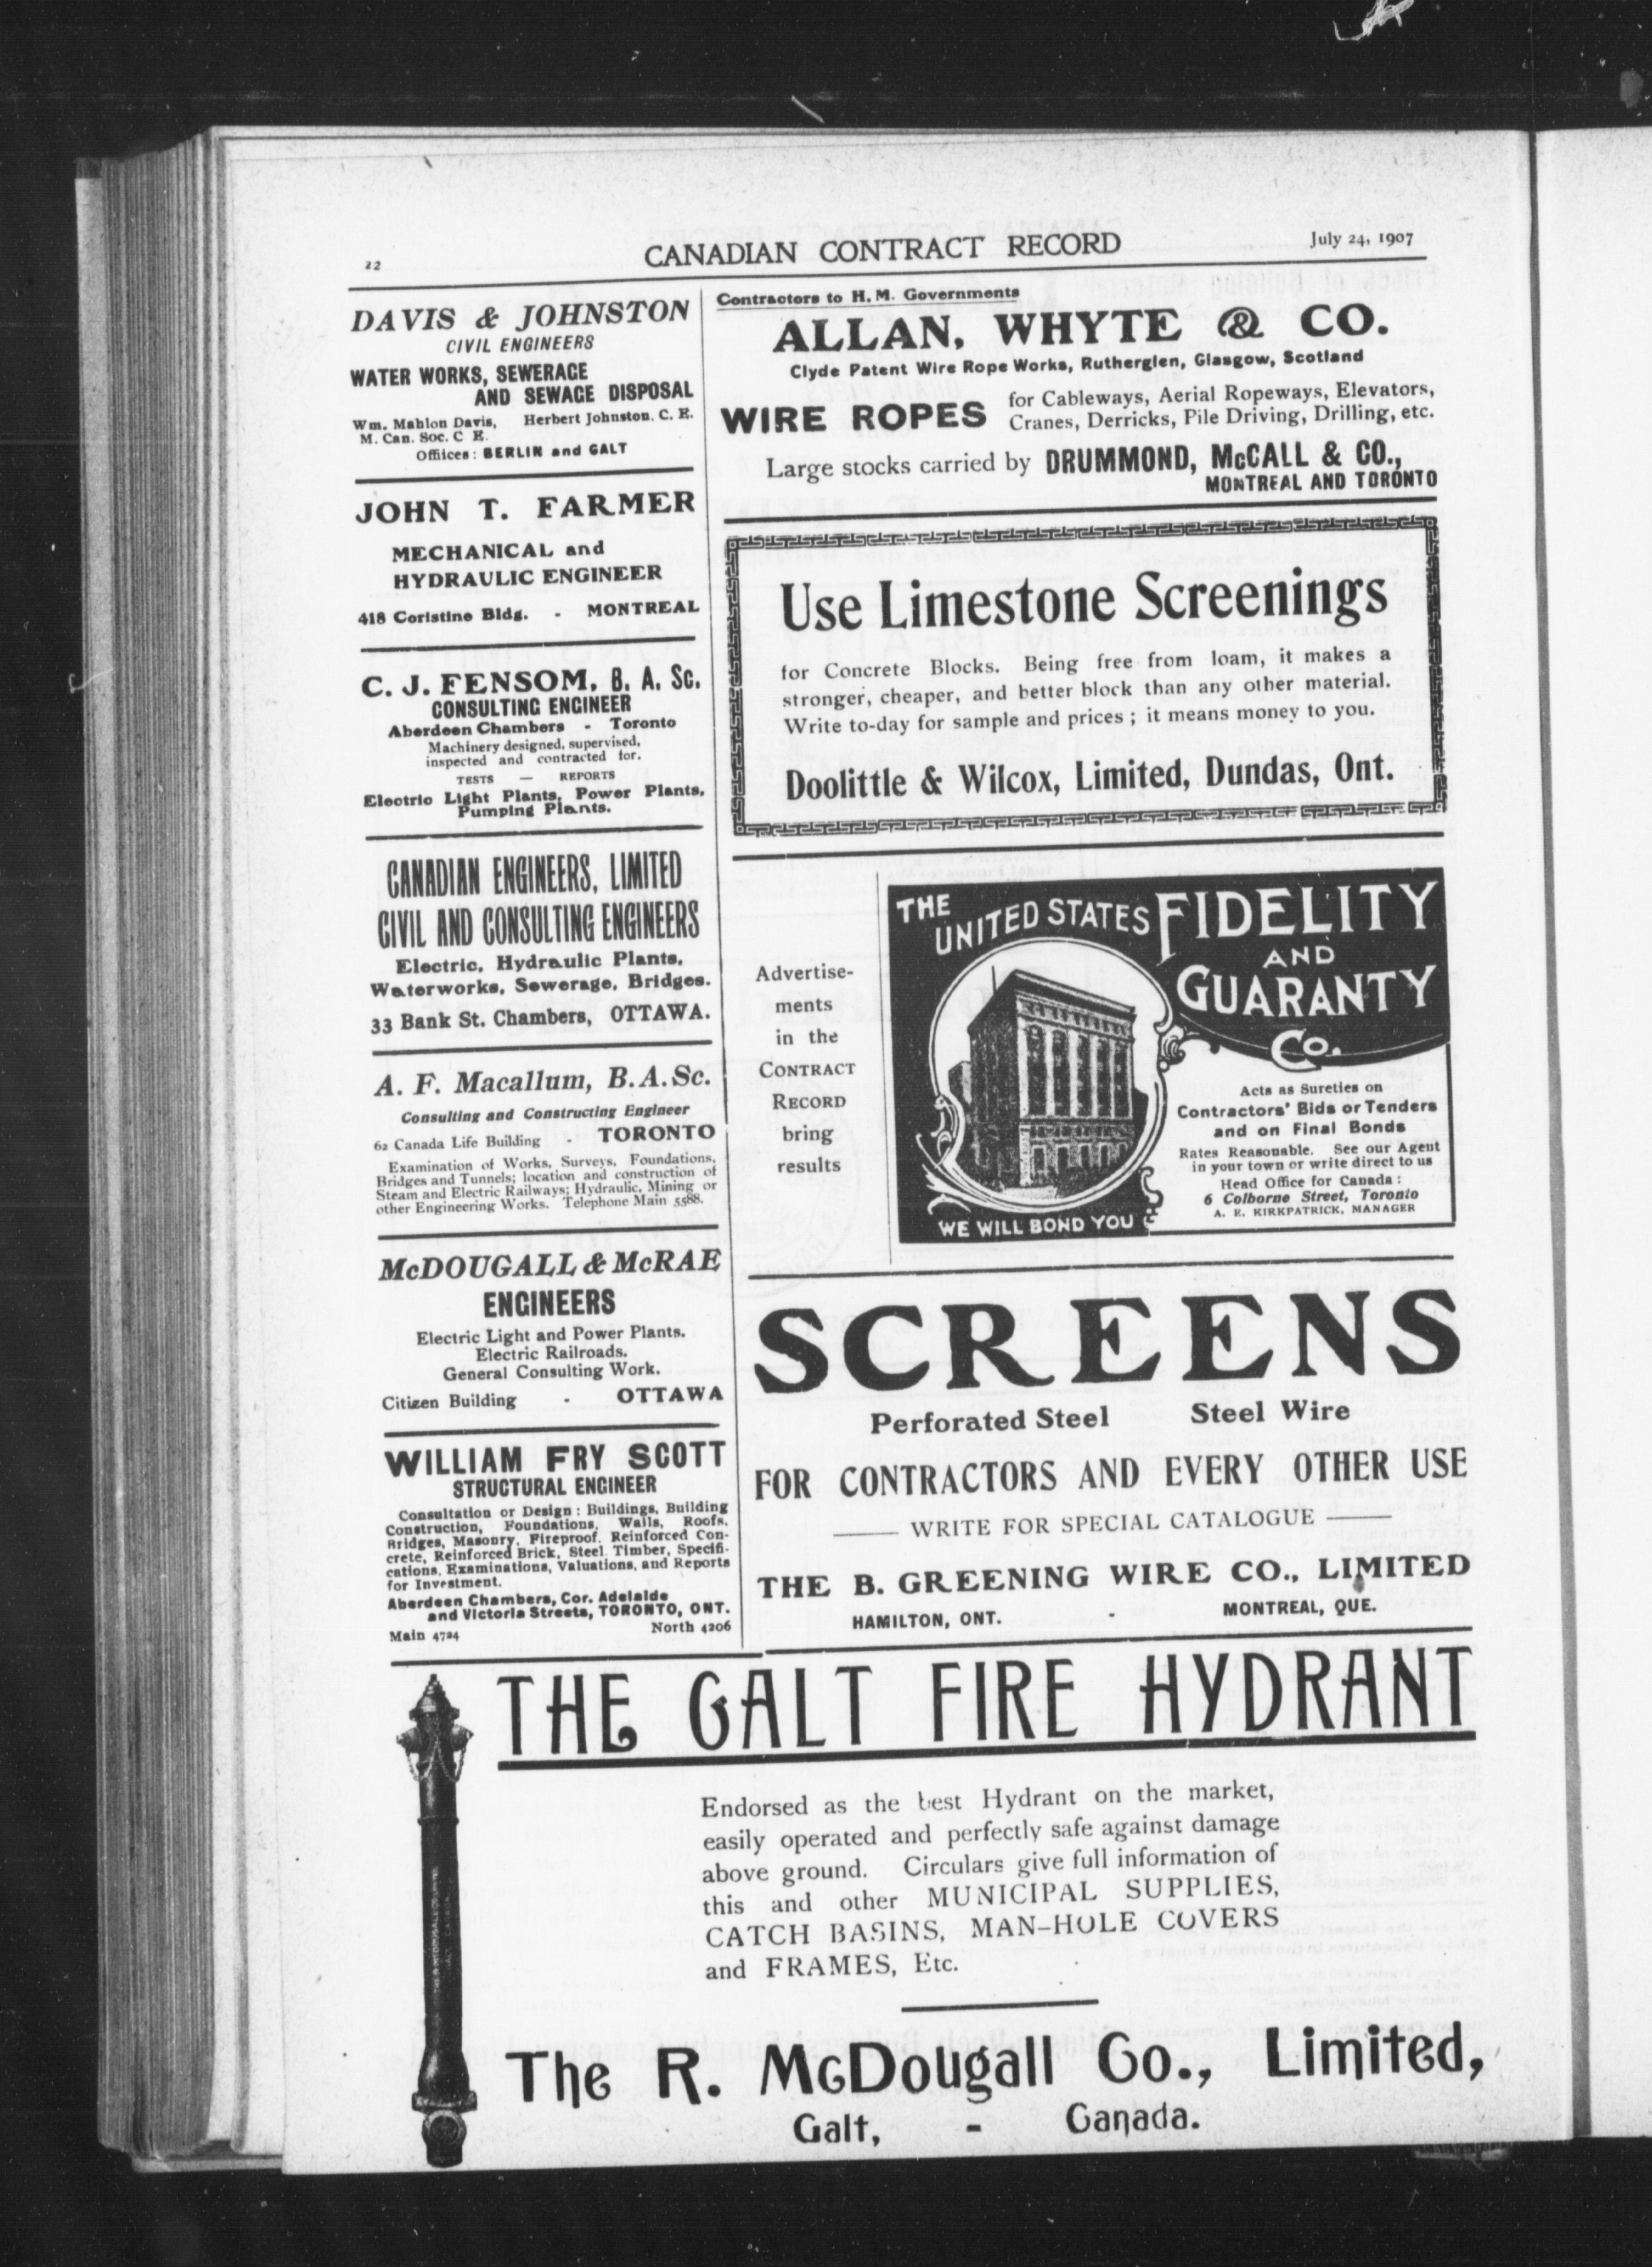 22
CANADIAN CONTRACT RECORD
July 24, 1907
DAVIS & JOHNSTON
CIVIL ENGINEERS
WATER WORKS, SEWERAGE
AND SEWAGE DISPOSAL
Wm. Mahlon Davis, Herbert Johnston, C. E.
M. Can. Soc. C E.
Offiices: BERLIN and GALT
JOHN T. FARMER
MECHANICAL and
HYDRAULIC ENGINEER
418 Coristine Bldg. - MONTREAL
C. J. FENSOM, B. A. Sc.
CONSULTING ENGINEER
Aberdeen Chambers - Toronto
Machinery designed, supervised,
inspected and contracted for.
TESTS — REPORTS
Electric Light Plants, Power Plants,
Pumping Plants.
CANADIAN ENGINEERS, LIMITED
CIVIL AND CONSULTING ENGINEERS
Electric, Hydraulic Plants,
Waterworks, Sewerage, Bridges.
33 Bank St. Chambers, OTTAWA.
A. F. Macallum, B.A.Sc.
Consulting and Constructing Engineer
62 Canada Life Building - TORONTO
Examination of Works, Surveys, Foundations,
Bridges and Tunnels; location and construction of
Steam and Electric Railways; Hydraulic, Mining or
other Engineering Works. Telephone Main 5588.
McDOUGALL & McRAE
ENGINEERS
Electric Light and Power Plants.
Electric Railroads.
General Consulting Work.
Citizen Building - OTTAWA
WILLIAM FRY SCOTT
STRUCTURAL ENGINEER
Consultation or Design: Buildings, Building
Construction, Foundations, Walls, Roofs,
Bridges, Masonry, Fireproof, Reinforced Con-
crete, Reinforced Brick, Steel Timber, Specifi-
cations, Examinations, Valuations, and Reports
for Investment.
Aberdeen Chambers, Cor. Adelaide
and Victoria Streets, TORONTO, ONT.
Main 4724 North 4206
Contractors to H. M. Governments
ALLAN, WHYTE & CO.
Clyde Patent Wire Rope Works, Rutherglen, Glasgow, Scotland
WIRE ROPES for Cableways, Aerial Ropeways, Elevators,
Cranes, Derricks, Pile Driving, Drilling, etc.
Large stocks carried by DRUMMOND, McCALL & CO.,
MONTREAL AND TORONTO
Use Limestone Screenings
for Concrete Blocks. Being free from loam, it makes a
stronger, cheaper, and better block than any other material.
Write to-day for sample and prices; it means money to you.
Doolittle & Wilcox, Limited, Dundas, Ont.
Advertise-
ments
in the
CONTRACT
RECORD
bring
results
THE
UNITED STATES FIDELITY
AND
GUARANTY
Co.
WE WILL BOND YOU
Acts as Sureties on
Contractors' Bids or Tenders
and on Final Bonds
Rates Reasonable. See our Agent
in your town or write direct to us
Head Office for Canada:
6 Colborne Street, Toronto
A. E. KIRKPATRICK, MANAGER
SCREENS
Perforated Steel Steel Wire
FOR CONTRACTORS AND EVERY OTHER USE
WRITE FOR SPECIAL CATALOGUE
THE B. GREENING WIRE CO., LIMITED
HAMILTON, ONT. - MONTREAL, QUE.
THE GALT FIRE HYDRANT
Endorsed as the best Hydrant on the market,
easily operated and perfectly safe against damage
above ground. Circulars give full information of
this and other MUNICIPAL SUPPLIES,
CATCH BASINS, MAN-HOLE COVERS
and FRAMES, Etc.
The R. McDougall Co., Limited,
Galt, - Canada.